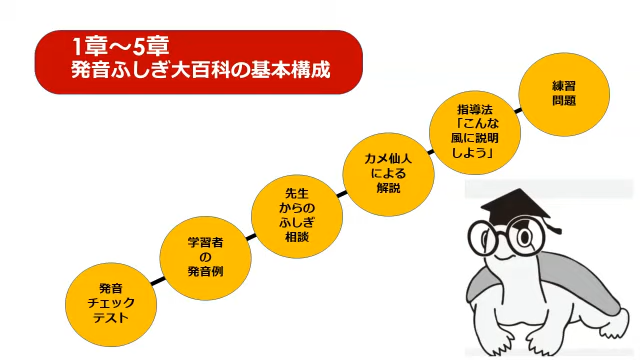 1章～5章
発音ふしぎ大百科の基本構成
発音
チェック
テスト
学習者
の
発音例
先生
からの
ふしぎ
相談
カメ仙人
による
解説
指導法
「こんな
風に説明
しよう」
練習
問題